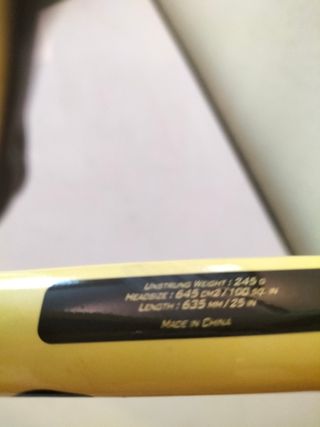 UNSTRUNG WEIGHT : 245 G
HEADSIZE : 645 CM2 / 100 SQ. IN
LENGTH : 635 MM / 25 IN
MADE IN CHINA